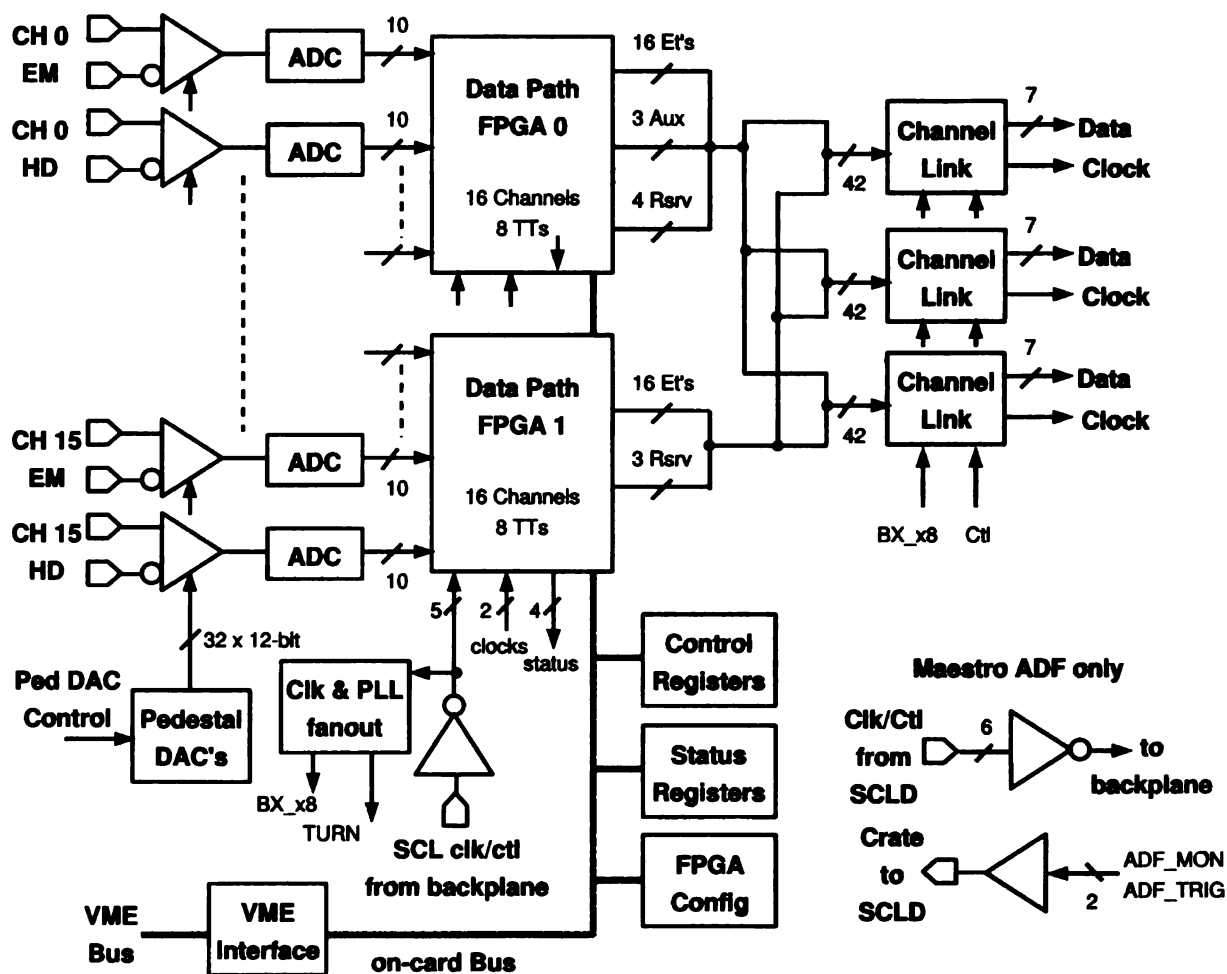 CH 0
EM
ADC
10
CH 0
HD
ADC
10
Data Path
FPGA 0
16 Channels
8 TTs
16 Et's
3 Aux
4 Rsrv
42
Channel
Link
7
Data
Clock
42
Channel
Link
7
Data
Clock
42
Channel
Link
7
Data
Clock
BX_x8
Ctl
CH 15
EM
ADC
10
CH 15
HD
ADC
10
Data Path
FPGA 1
16 Channels
8 TTs
16 Et's
3 Rsrv
5
2
4
clocks
status
32 x 12-bit
Ped DAC
Control
Pedestal
DAC's
Clk & PLL
fanout
BX_x8
TURN
SCL clk/ctl
from backplane
Control
Registers
Status
Registers
FPGA
Config
VME
Bus
VME
Interface
on-card Bus
Maestro ADF only
Clk/Ctl
from
SCLD
6
to
backplane
Crate
to
SCLD
2
ADF_MON
ADF_TRIG